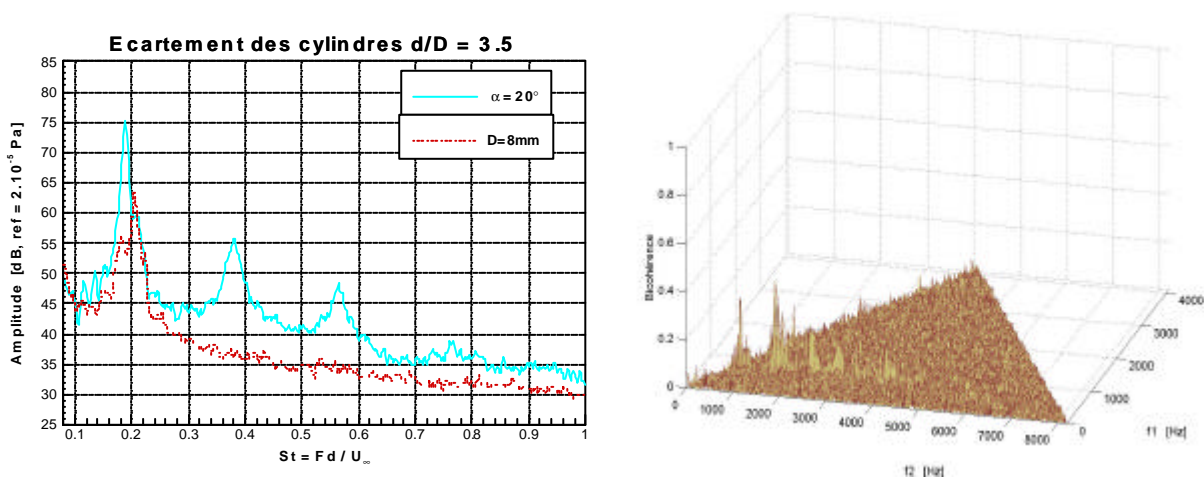 Ecartement des cylindres d/D = 3.5
Amplitude [dB, ref = 2.10⁻⁵ Pa]
85
80
75
70
65
60
55
50
45
40
35
30
25
α = 20°
D=8mm
0.1 0.2 0.3 0.4 0.5 0.6 0.7 0.8 0.9 1
St = Fd / U∞
Bicohérence
1
0.8
0.6
0.4
0.2
0
0 1000 2000 3000 4000 5000 6000 7000 8000
f2 [Hz]
0 1000 2000 3000 4000
f1 [Hz]